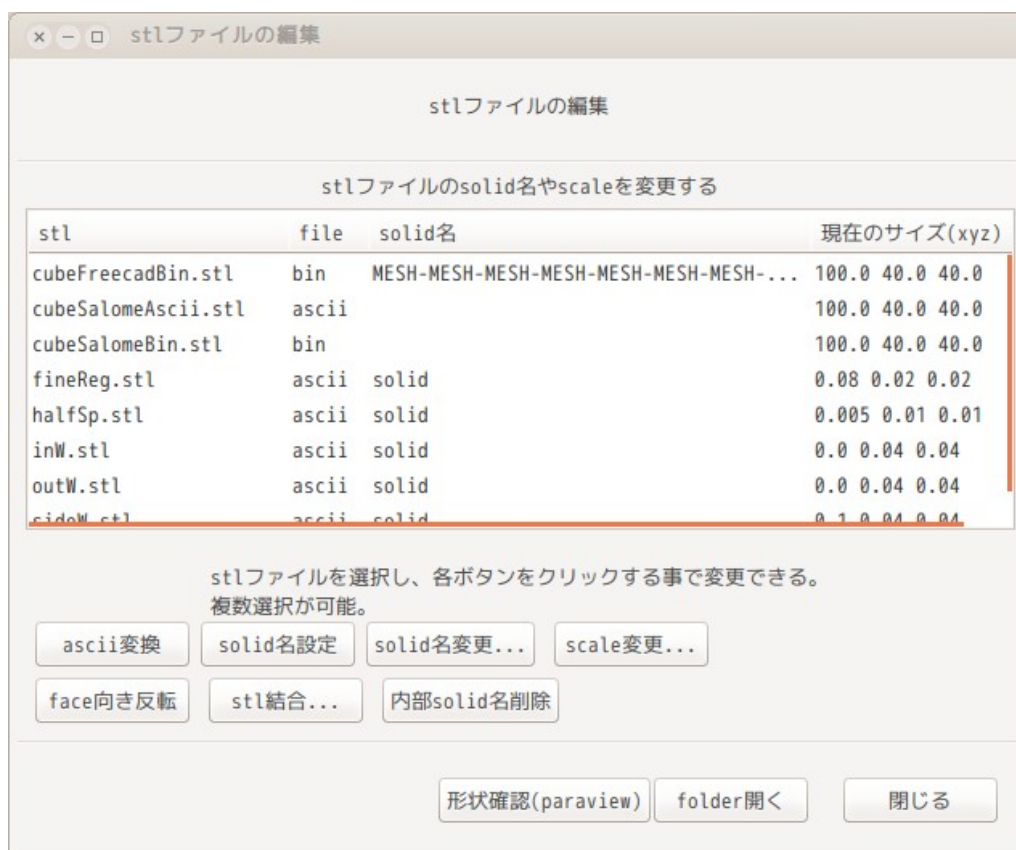 stlファイルの編集
stlファイルの編集
stlファイルのsolid名やscaleを変更する
stl file solid名 現在のサイズ(xyz)
cubeFreecadBin.stl bin MESH-MESH-MESH-MESH-MESH-MESH-MESH-... 100.0 40.0 40.0
cubeSalomeAscii.stl ascii 100.0 40.0 40.0
cubeSalomeBin.stl bin 100.0 40.0 40.0
fineReg.stl ascii solid 0.08 0.02 0.02
halfSp.stl ascii solid 0.005 0.01 0.01
inW.stl ascii solid 0.0 0.04 0.04
outW.stl ascii solid 0.0 0.04 0.04
sideW.stl ascii solid 0.1 0.04 0.04
stlファイルを選択し、各ボタンをクリックする事で変更できる。
複数選択が可能。
ascii変換 solid名設定 solid名変更... scale変更...
face向き反転 stl結合... 内部solid名削除
形状確認(paraview) folder開く 閉じる